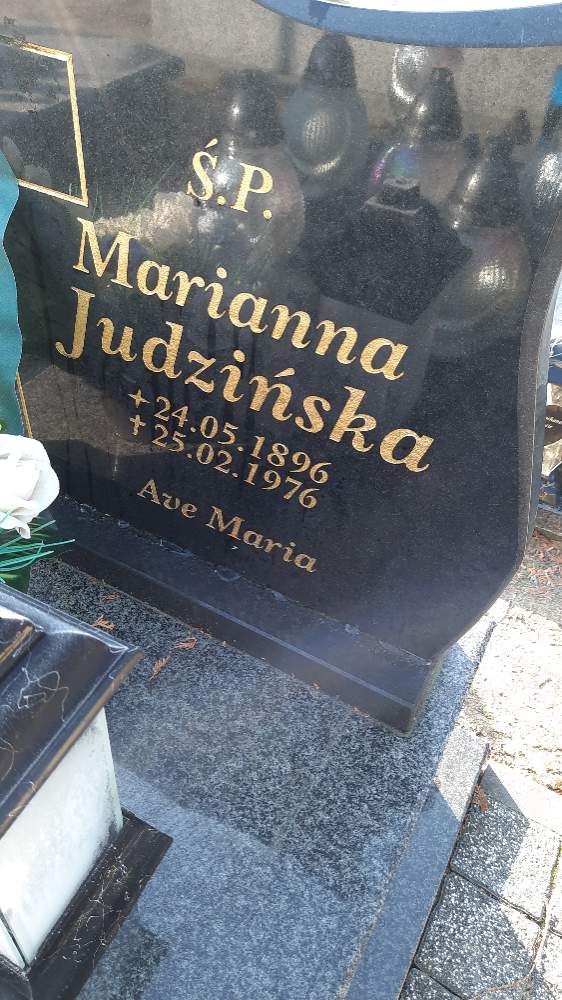 Ś.P.
Marianna
Judzińska
+ 24.05.1896
+ 25.02.1976
Ave Maria